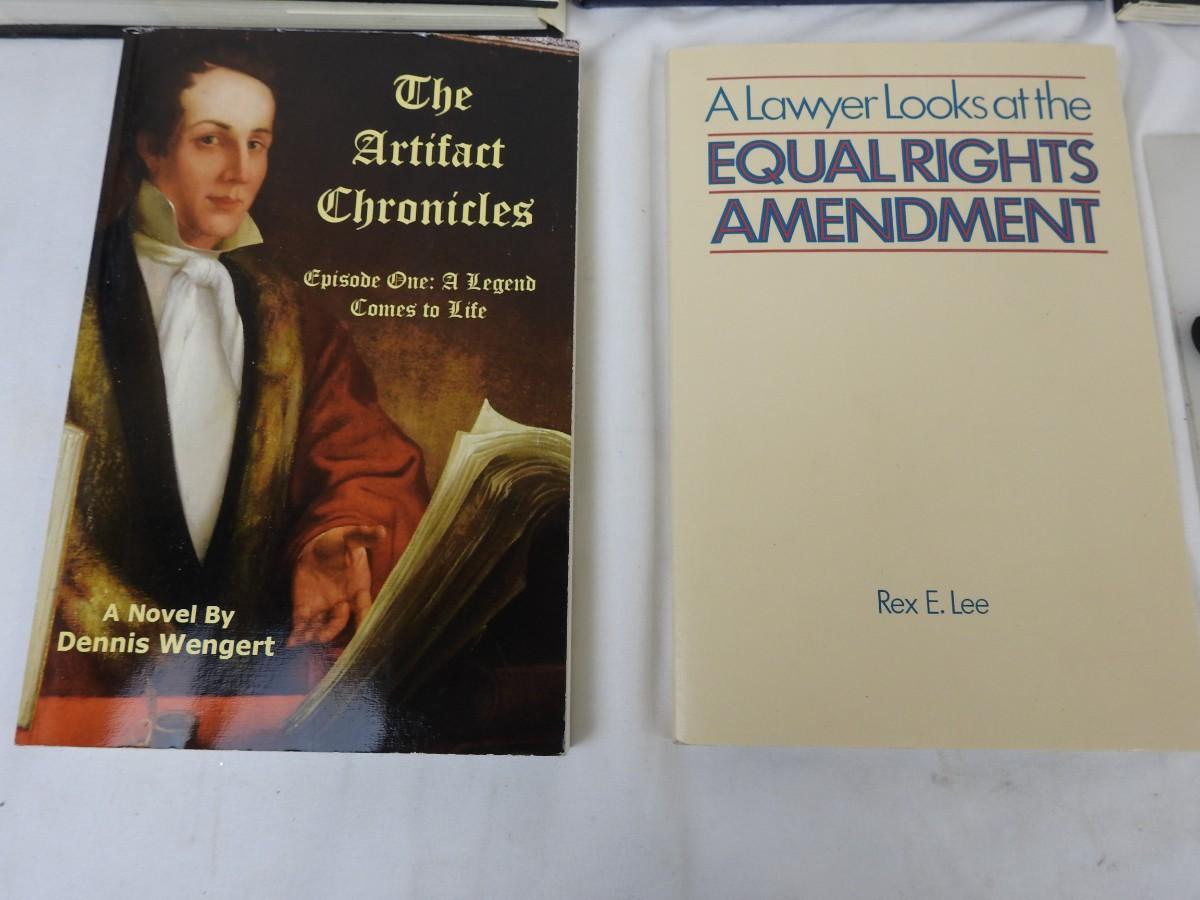 The
Artifact
Chronicles
Episode One: A Legend
Comes to Life
A Novel By
Dennis Wengert
A Lawyer Looks at the
EQUAL RIGHTS
AMENDMENT
Rex E. Lee